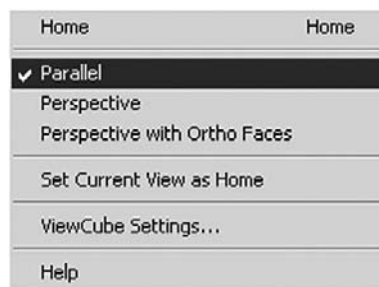 Home Home
Parallel
Perspective
Perspective with Ortho Faces
Set Current View as Home
ViewCube Settings...
Help